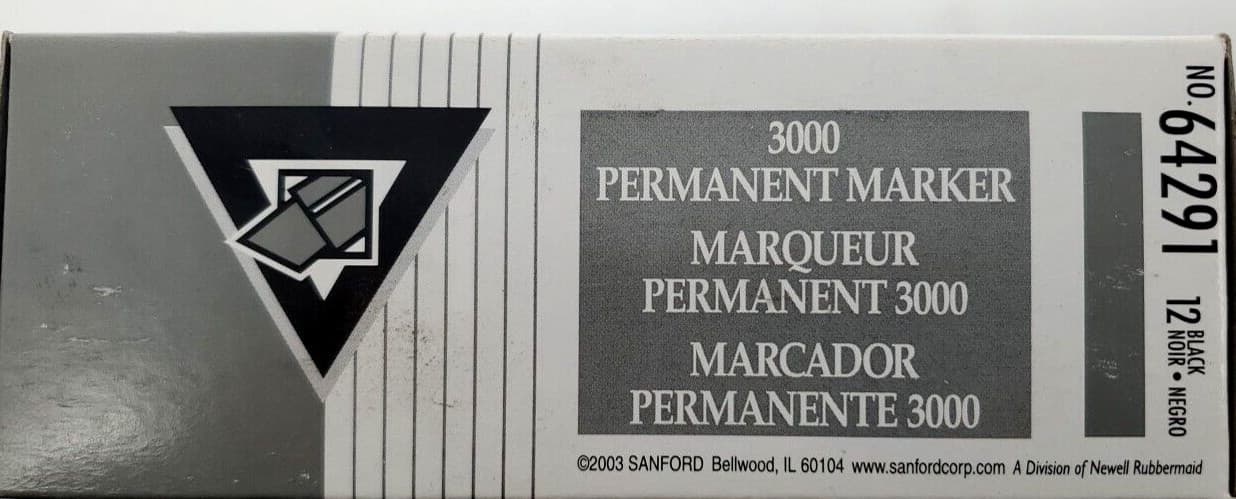 3000
PERMANENT MARKER
MARQUEUR
PERMANENT 3000
MARCADOR
PERMANENTE 3000
©2003 SANFORD Bellwood, IL 60104 www.sanfordcorp.com A Division of Newell Rubbermaid
NO. 64291
12 BLACK
NOIR • NEGRO